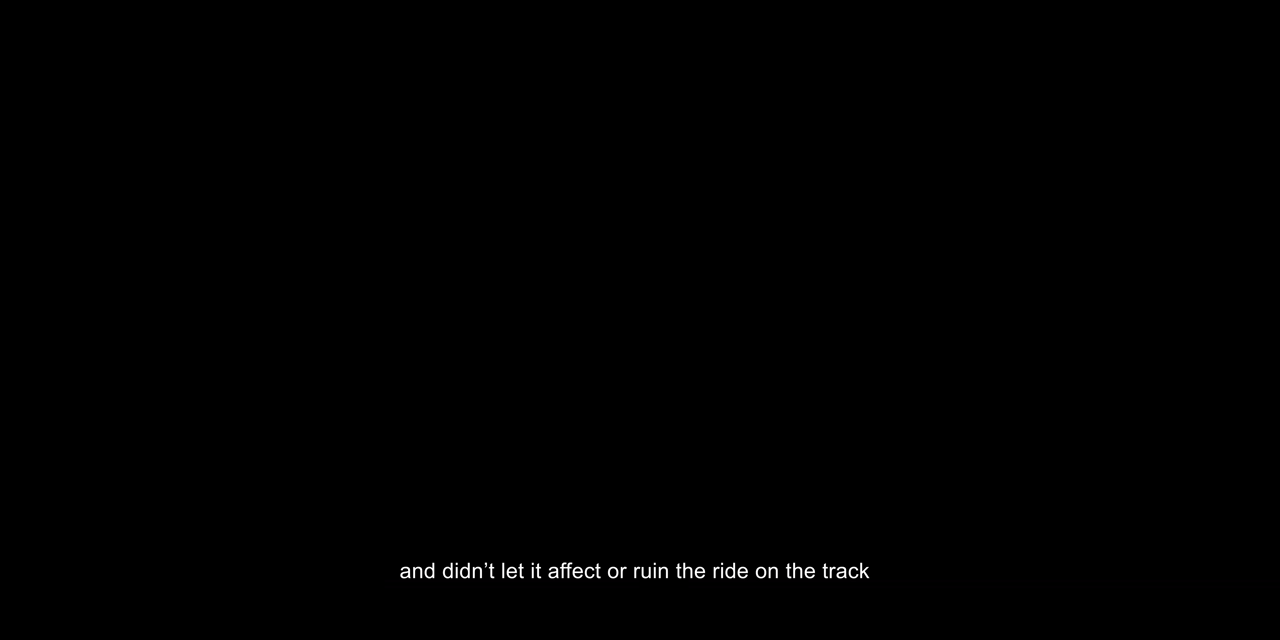 and didn’t let it affect or ruin the ride on the track